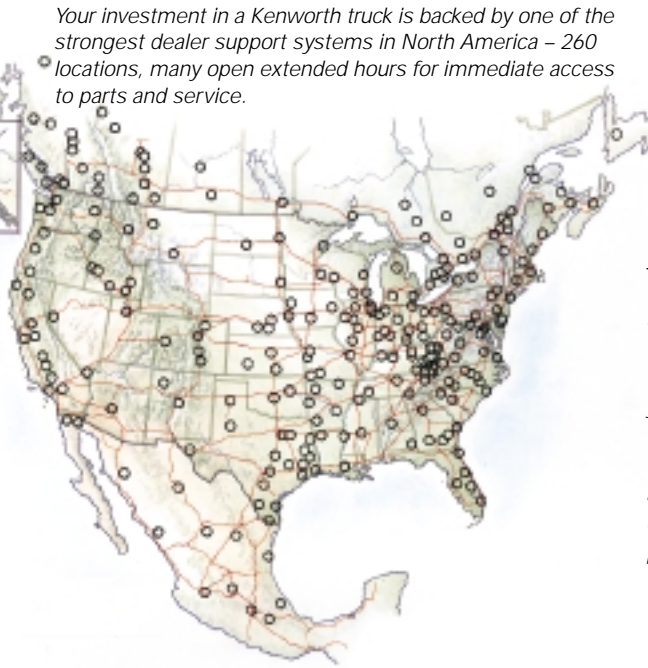 Your investment in a Kenworth truck is backed by one of the
strongest dealer support systems in North America – 260
locations, many open extended hours for immediate access
to parts and service.